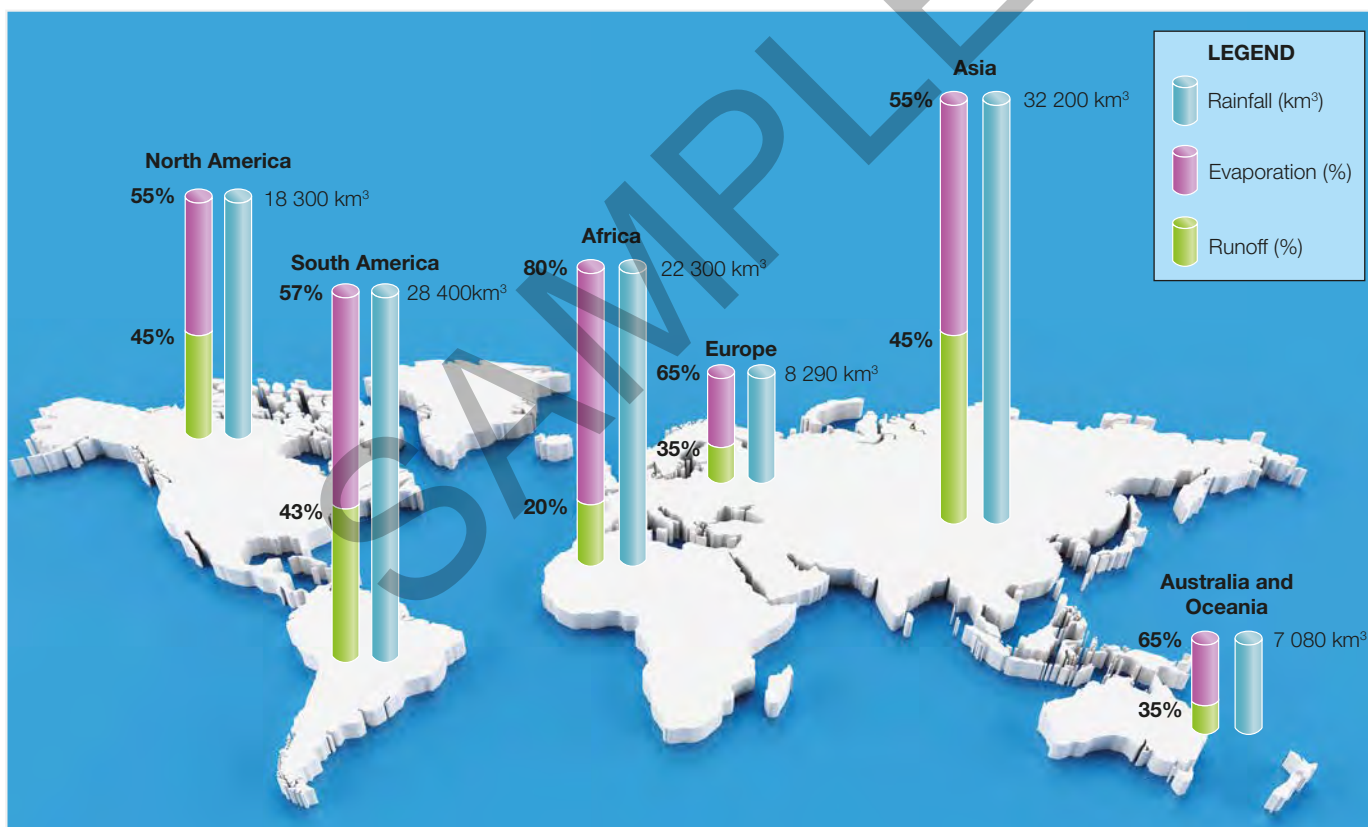 LEGEND
Rainfall (km³)
Evaporation (%)
Runoff (%)
North America
55%
18 300 km³
45%
South America
57%
28 400km³
43%
Africa
80%
22 300 km³
20%
Europe
65%
8 290 km³
35%
Asia
55%
32 200 km³
45%
Australia and
Oceania
65%
7 080 km³
35%
SAMPLE